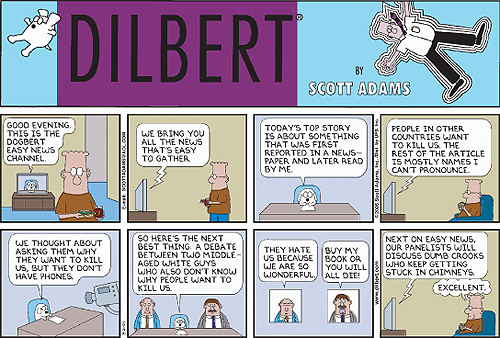 DILBERT
BY
SCOTT ADAMS
GOOD EVENING.
THIS IS THE
DOGBERT
EASY NEWS
CHANNEL.
WE BRING YOU
ALL THE NEWS
THAT'S EASY
TO GATHER.
TODAY'S TOP STORY
IS ABOUT SOMETHING
THAT WAS FIRST
REPORTED IN A NEWS-
PAPER AND LATER READ
BY ME.
PEOPLE IN OTHER
COUNTRIES WANT
TO KILL US. THE
REST OF THE ARTICLE
IS MOSTLY NAMES I
CAN'T PRONOUNCE.
WE THOUGHT ABOUT
ASKING THEM WHY
THEY WANT TO KILL
US, BUT THEY DON'T
HAVE PHONES.
SO HERE'S THE NEXT
BEST THING: A DEBATE
BETWEEN TWO MIDDLE-
AGED WHITE GUYS
WHO ALSO DON'T KNOW
WHY PEOPLE WANT TO
KILL US.
THEY HATE
US BECAUSE
WE ARE SO
WONDERFUL.
BUY MY
BOOK OR YOU
WILL
ALL DIE!
www.dilbert.com
NEXT ON EASY NEWS,
OUR PANELISTS WILL
DISCUSS DUMB CROOKS
WHO KEEP GETTING
STUCK IN CHIMNEYS.
EXCELLENT.